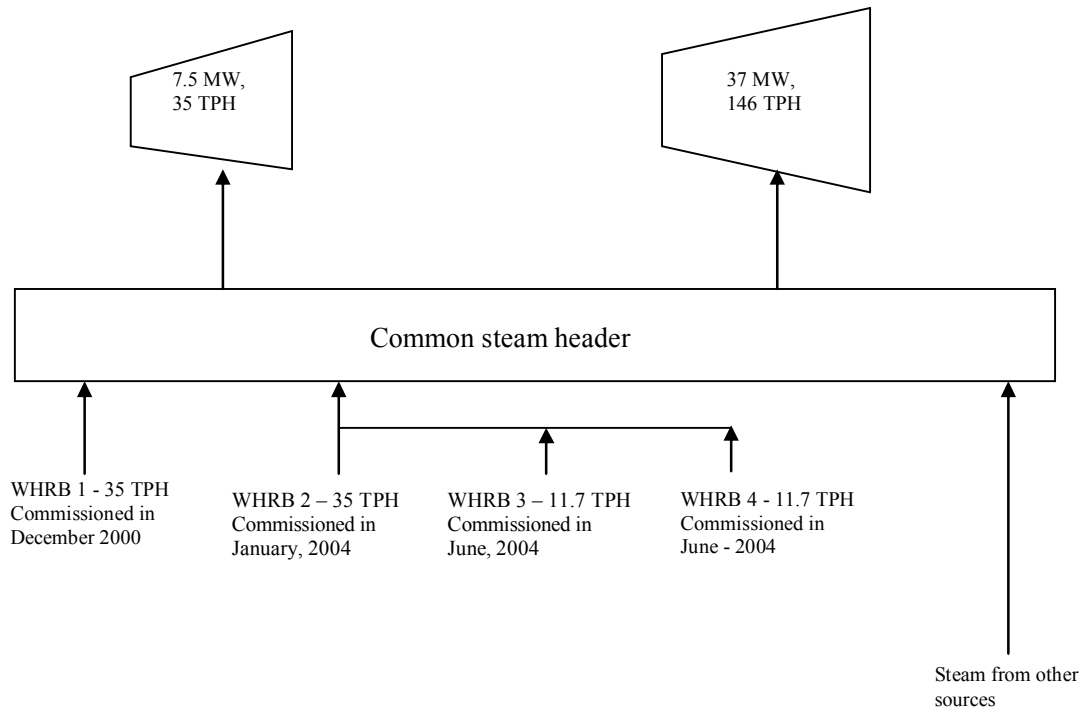 7.5 MW,
35 TPH
37 MW,
146 TPH
Common steam header
WHRB 1 - 35 TPH
Commissioned in
December 2000
WHRB 2 – 35 TPH
Commissioned in
January, 2004
WHRB 3 – 11.7 TPH
Commissioned in
June, 2004
WHRB 4 - 11.7 TPH
Commissioned in
June - 2004
Steam from other
sources